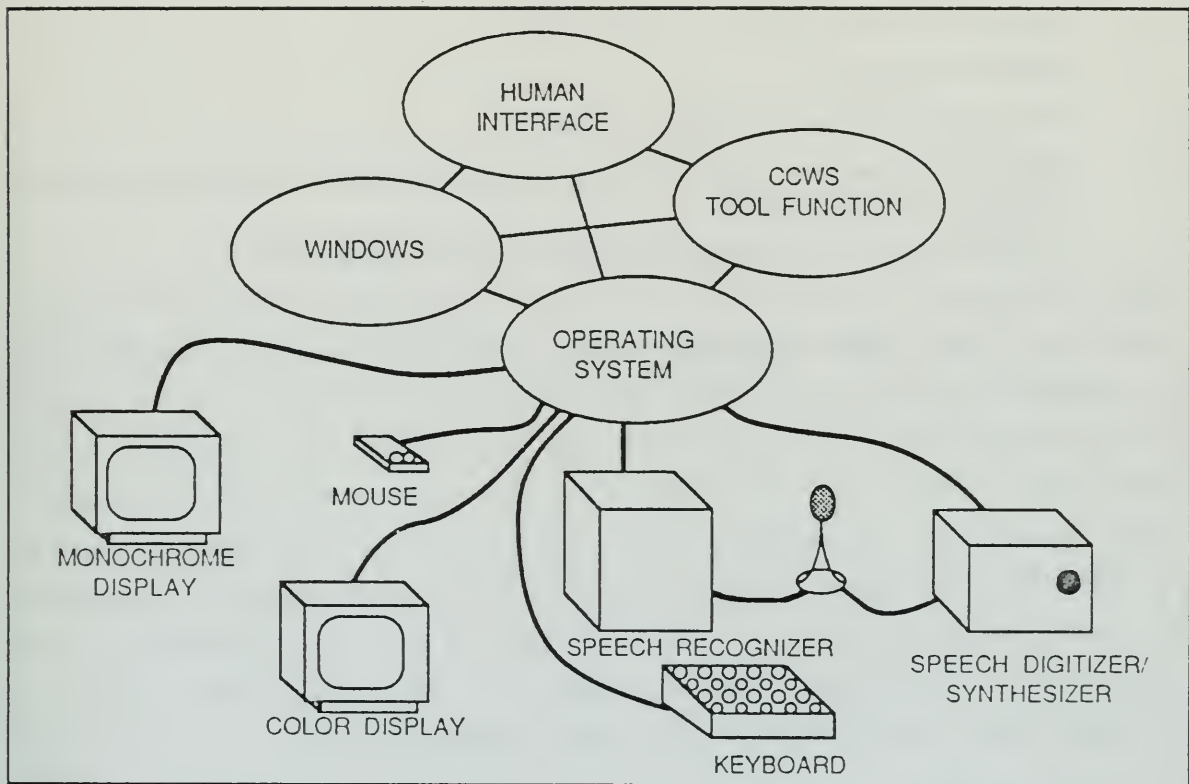 HUMAN
INTERFACE
CCWS
TOOL FUNCTION
WINDOWS
OPERATING
SYSTEM
MOUSE
MONOCHROME
DISPLAY
SPEECH RECOGNIZER
SPEECH DIGITIZER/
SYNTHESIZER
COLOR DISPLAY
KEYBOARD